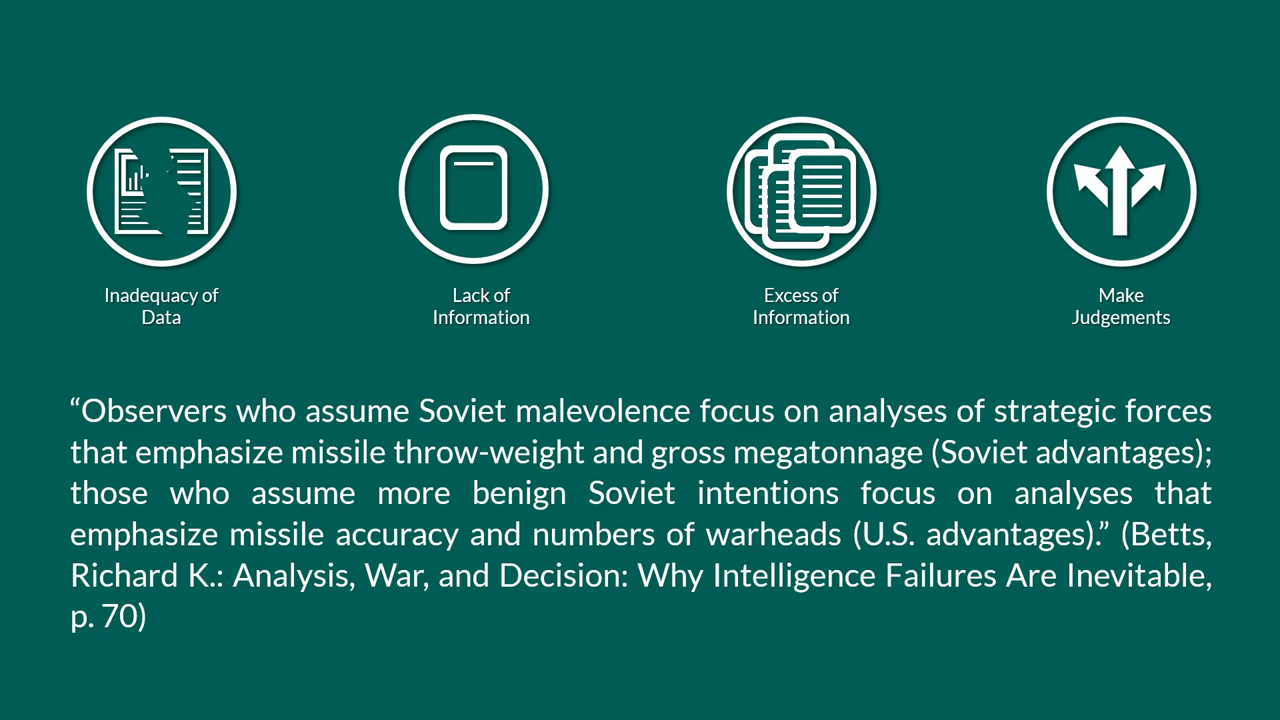 Inadequacy of
Data
Lack of
Information
Excess of
Information
Make
Judgements
“Observers who assume Soviet malevolence focus on analyses of strategic forces
that emphasize missile throw-weight and gross megatonnage (Soviet advantages);
those who assume more benign Soviet intentions focus on analyses that
emphasize missile accuracy and numbers of warheads (U.S. advantages).” (Betts,
Richard K.: Analysis, War, and Decision: Why Intelligence Failures Are Inevitable,
p. 70)